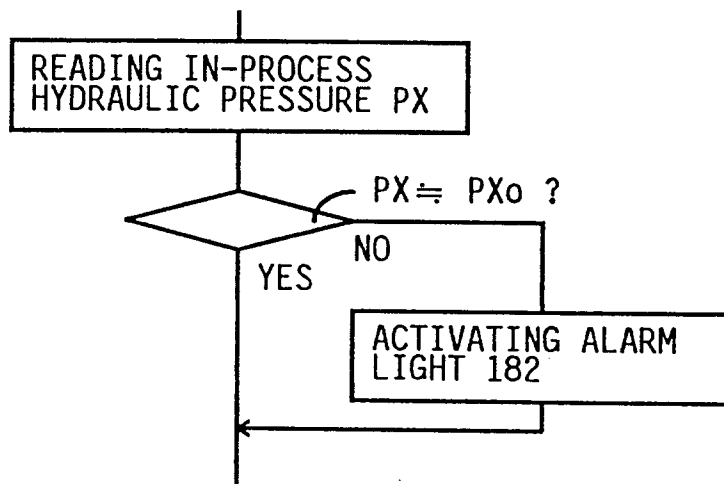 READING IN-PROCESS
HYDRAULIC PRESSURE PX
PX≒ PXo ?
NO
YES
ACTIVATING ALARM
LIGHT 182